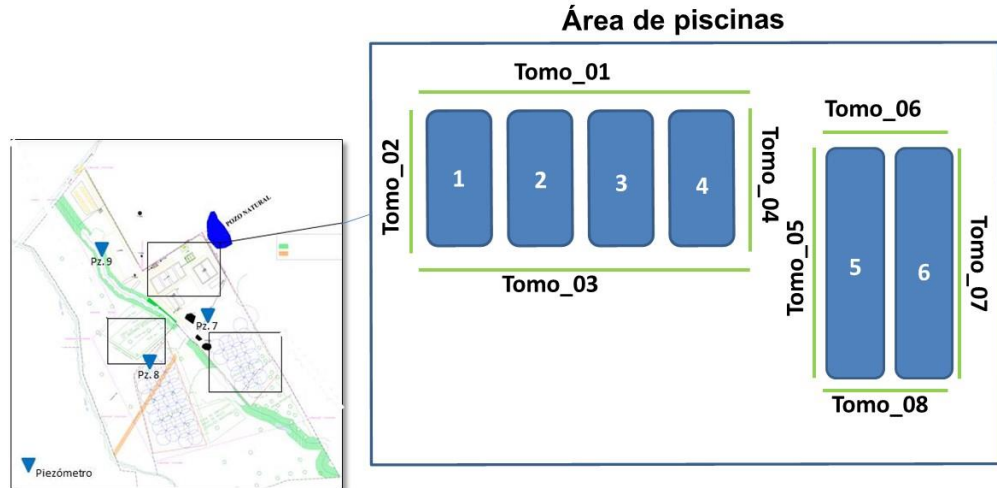 Área de piscinas
Tomo_01
Tomo_02
1
2
3
4
Tomo_04
Tomo_03
Tomo_06
Tomo_05
5
6
Tomo_07
Tomo_08
POZO NATURAL
Pz. 9
Pz. 7
Pz. 8
Piezómetro